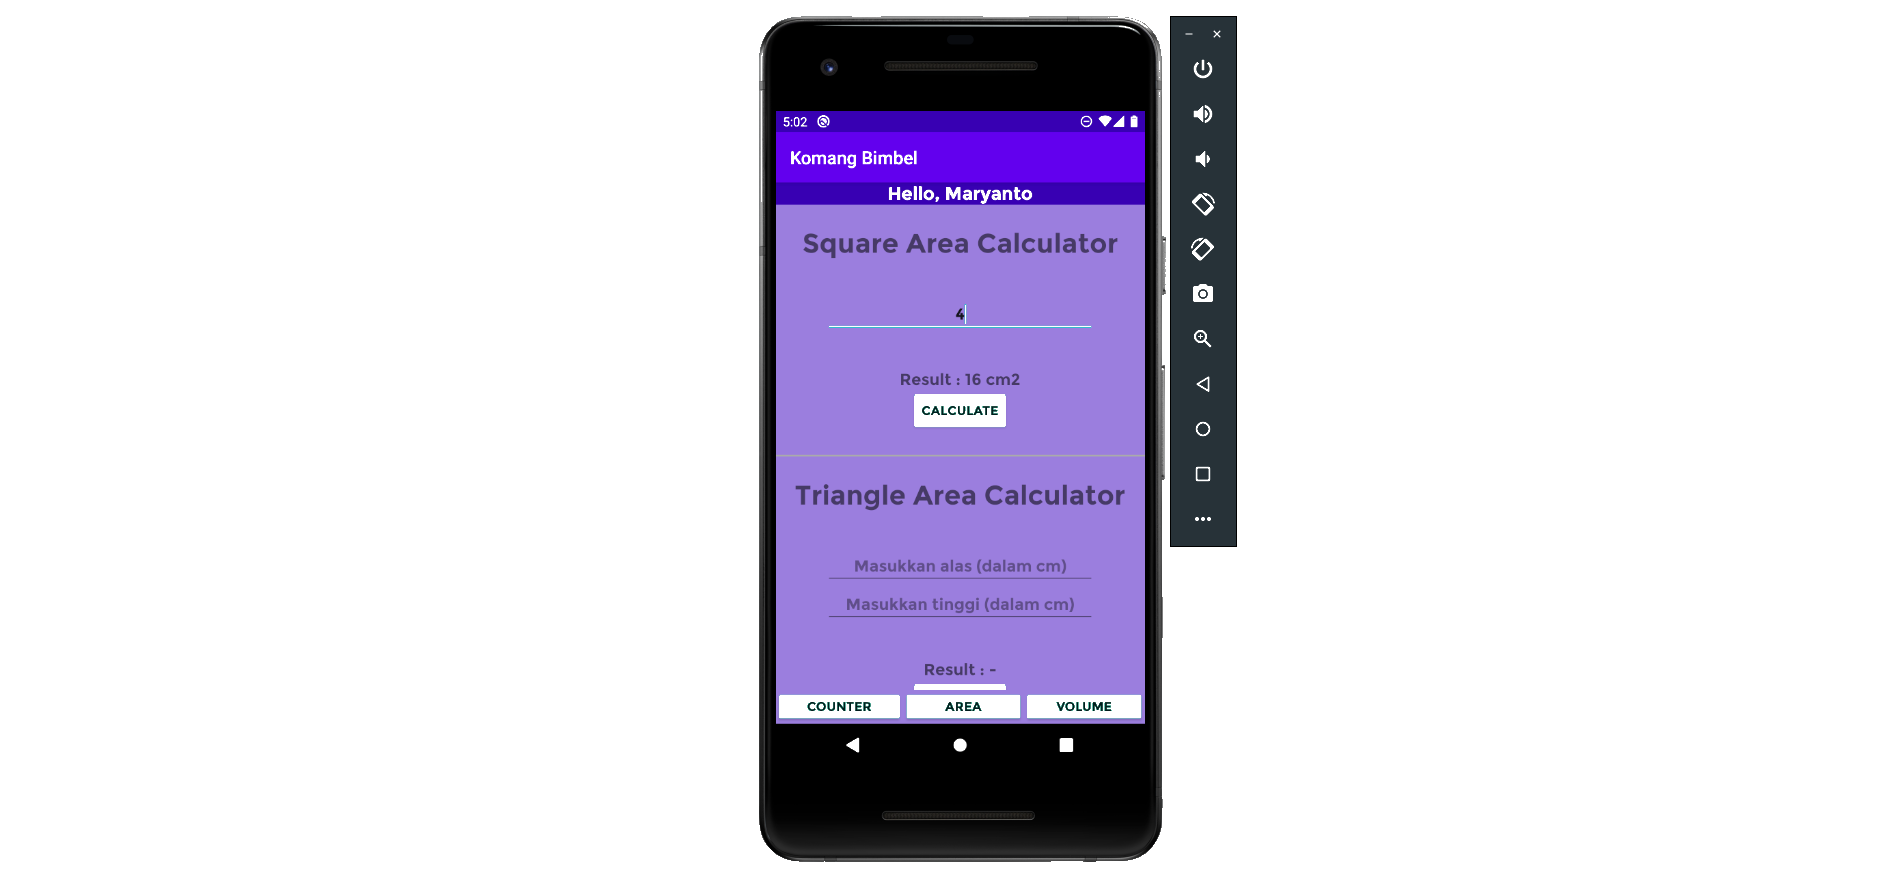 5:02
Komang Bimbel
Hello, Maryanto
Square Area Calculator
4
Result : 16 cm2
CALCULATE
Triangle Area Calculator
Masukkan alas (dalam cm)
Masukkan tinggi (dalam cm)
Result : -
COUNTER AREA VOLUME